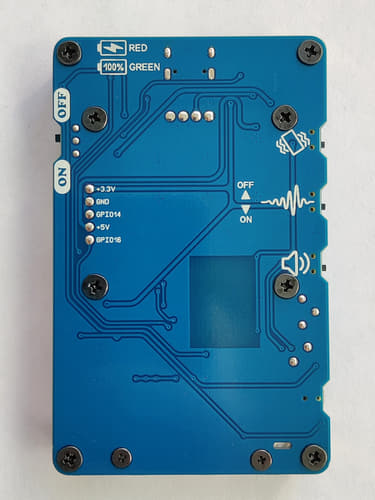 RED
100% GREEN
OFF
ON
+3.3V
GND
GPIO14
+5V
GPIO16
OFF
ON